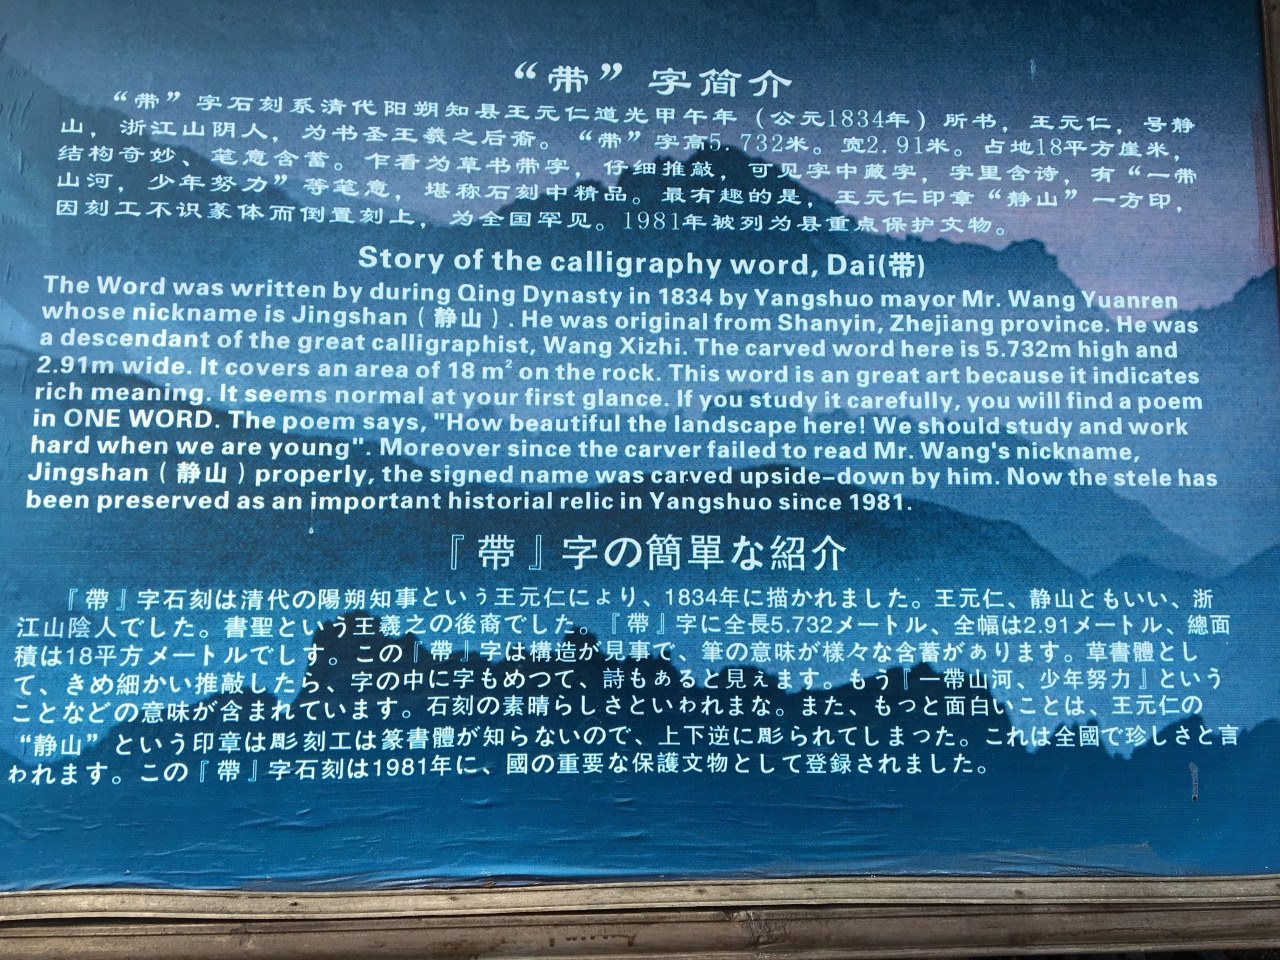 “带”字简介
“带”字石刻系清代阳朔知县王元仁道光甲午年（公元1834年）所书，王元仁，号静
山，浙江山阴人，为书圣王羲之后裔。“带”字高5.732米。宽2.91米。占地18平方崖米，
结构奇妙、笔意含蓄。乍看为草书带字，仔细推敲，可见字中藏字，字里含诗，有“一带
山河，少年努力”等笔意，堪称石刻中精品。最有趣的是，王元仁印章“静山”一方印，
因刻工不识篆体而倒置刻上，为全国罕见。1981年被列为县重点保护文物。
Story of the calligraphy word, Dai(帶)
The Word was written by during Qing Dynasty in 1834 by Yangshuo mayor Mr. Wang Yuanren
whose nickname is Jingshan（静山）. He was original from Shanyin, Zhejiang province. He was
a descendant of the great calligraphist, Wang Xizhi. The carved word here is 5.732m high and
2.91m wide. It covers an area of 18 m² on the rock. This word is an great art because it indicates
rich meaning. It seems normal at your first glance. If you study it carefully, you will find a poem
in ONE WORD. The poem says, "How beautiful the landscape here! We should study and work
hard when we are young". Moreover since the carver failed to read Mr. Wang's nickname,
Jingshan（静山）properly, the signed name was carved upside-down by him. Now the stele has
been preserved as an important historial relic in Yangshuo since 1981.
『帶』字の簡單な紹介
『帶』字石刻は清代の陽朔知事という王元仁により、1834年に描かれました。王元仁、静山ともいい、浙
江山陰人でした。書聖という王羲之の後裔でした。『帶』字に全長5.732メートル、全幅は2.91メートル、總面
積は18平方メートルでしす。この『帶』字は構造が見事で、筆の意味が様々な含蓄があります。草書體とし
て、きめ細かい推敲したら、字の中に字もめつて、詩もあると見えます。もう『一帶山河、少年努力』という
ことなどの意味が含まれています。石刻の素晴らしさといわれまな。また、もっと面白いことは、王元仁の
“静山”という印章は彫刻工は篆書體が知らないので、上下逆に彫られてしまった。これは全國で珍しさと言
われます。この『帶』字石刻は1981年に、國の重要な保護文物として登録されました。